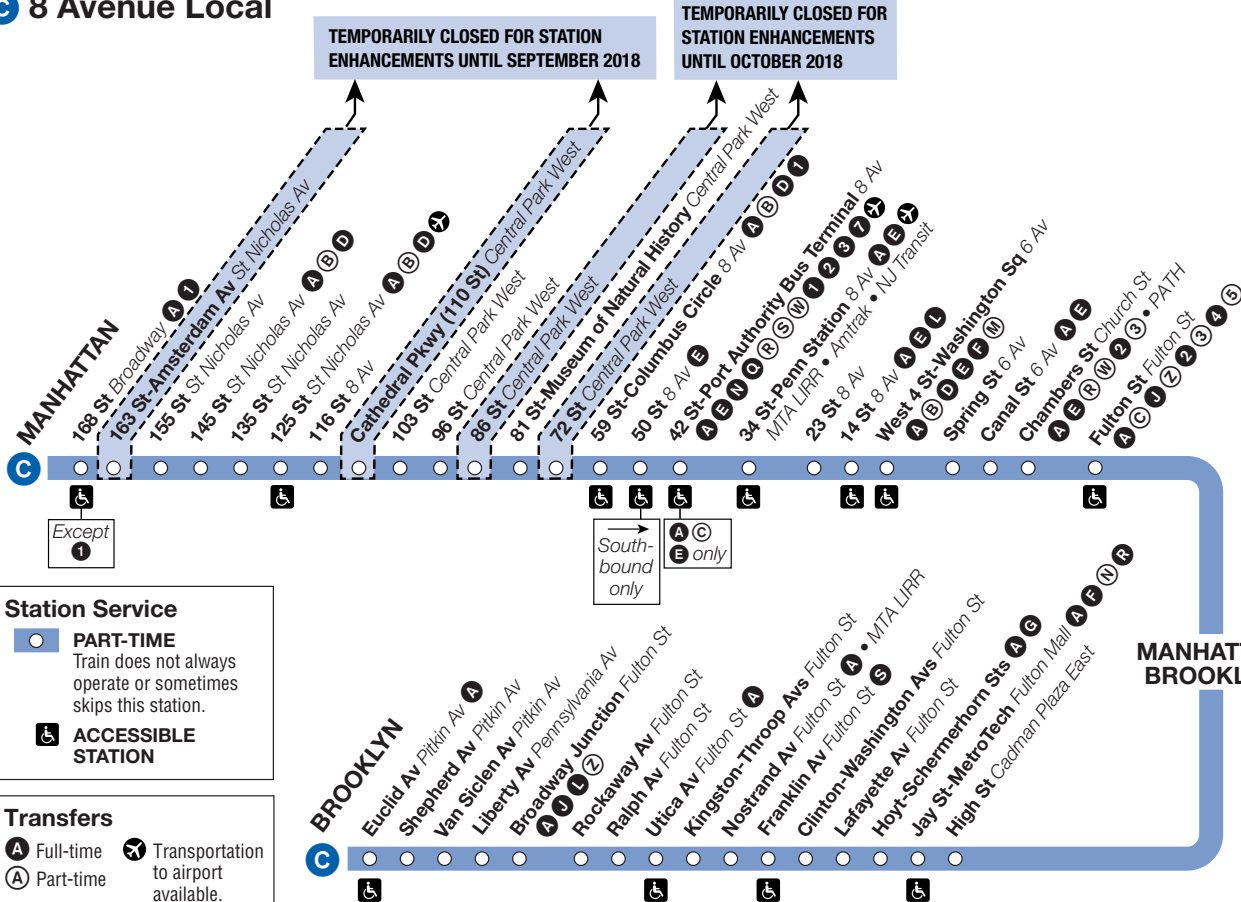 C 8 Avenue Local
TEMPORARILY CLOSED FOR STATION
ENHANCEMENTS UNTIL SEPTEMBER 2018
TEMPORARILY CLOSED FOR
STATION ENHANCEMENTS
UNTIL OCTOBER 2018
MANHATTAN
C
168 St Broadway A 1
163 St-Amsterdam Av St Nicholas Av
155 St St Nicholas Av
145 St St Nicholas Av A B D
135 St St Nicholas Av
125 St St Nicholas Av A B D
116 St 8 Av
Cathedral Pkwy (110 St) Central Park West
103 St Central Park West
96 St Central Park West
86 St Central Park West
81 St-Museum of Natural History Central Park West
72 St Central Park West
59 St-Columbus Circle 8 Av A B D 1
50 St 8 Av E
42 St-Port Authority Bus Terminal 8 Av
A E N Q R S W 1 2 3 7
34 St-Penn Station 8 Av A E
MTA LIRR • Amtrak • NJ Transit
23 St 8 Av
14 St 8 Av A E L
West 4 St-Washington Sq 6 Av
A B D E F M
Spring St 6 Av
Canal St 6 Av A E
Chambers St Church St
A E R W 2 3 • PATH
Fulton St Fulton St
A C J Z 2 3 4 5
Except
1
South-
bound
only
A C
E only
Station Service
PART-TIME
Train does not always
operate or sometimes
skips this station.
ACCESSIBLE
STATION
Transfers
A Full-time
A Part-time
Transportation
to airport
available.
MANHATT
BROOKL
BROOKLYN
C
Euclid Av Pitkin Av A
Shepherd Av Pitkin Av
Van Siclen Av Pitkin Av
Liberty Av Pennsylvania Av
Broadway Junction Fulton St
A J L Z
Rockaway Av Fulton St
Ralph Av Fulton St
Utica Av Fulton St A
Kingston-Throop Avs Fulton St
Nostrand Av Fulton St A • MTA LIRR
Franklin Av Fulton St S
Clinton-Washington Avs Fulton St
Lafayette Av Fulton St
Hoyt-Schermerhorn Sts A G
Jay St-MetroTech Fulton Mall A F N R
High St Cadman Plaza East